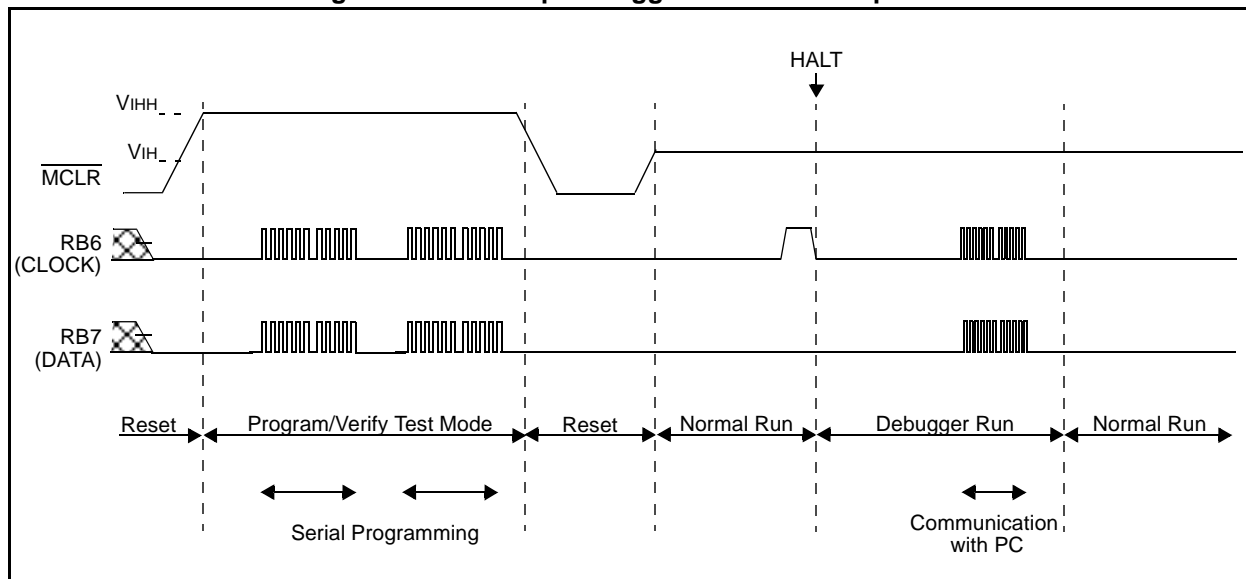 HALT
VIHH
VIH
MCLR
RB6
(CLOCK)
RB7
(DATA)
Reset
Program/Verify Test Mode
Reset
Normal Run
Debugger Run
Normal Run
Serial Programming
Communication
with PC